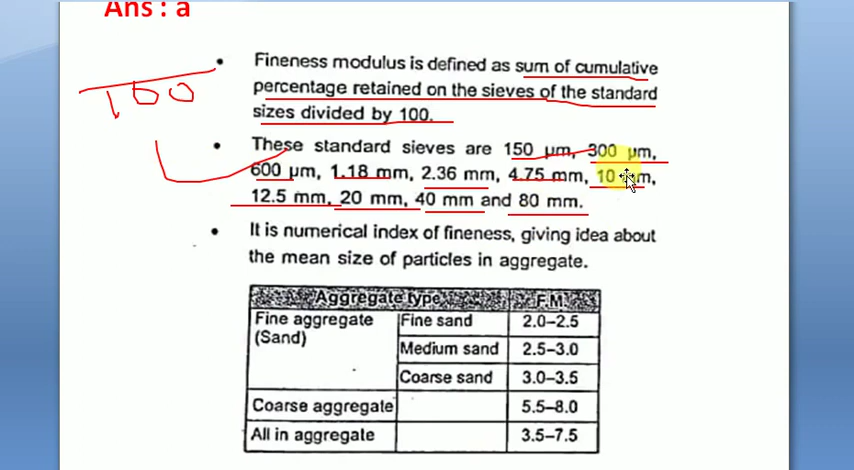 Ans : a
Fineness modulus is defined as sum of cumulative
percentage retained on the sieves of the standard
sizes divided by 100.
100
These standard sieves are 150 µm, 300 µm,
600 µm, 1.18 mm, 2.36 mm, 4.75 mm, 10 mm,
12.5 mm, 20 mm, 40 mm and 80 mm.
It is numerical index of fineness, giving idea about
the mean size of particles in aggregate.
Aggregate type F.M.
Fine aggregate Fine sand 2.0–2.5
(Sand)
Medium sand 2.5–3.0
Coarse sand 3.0–3.5
Coarse aggregate 5.5–8.0
All in aggregate 3.5–7.5